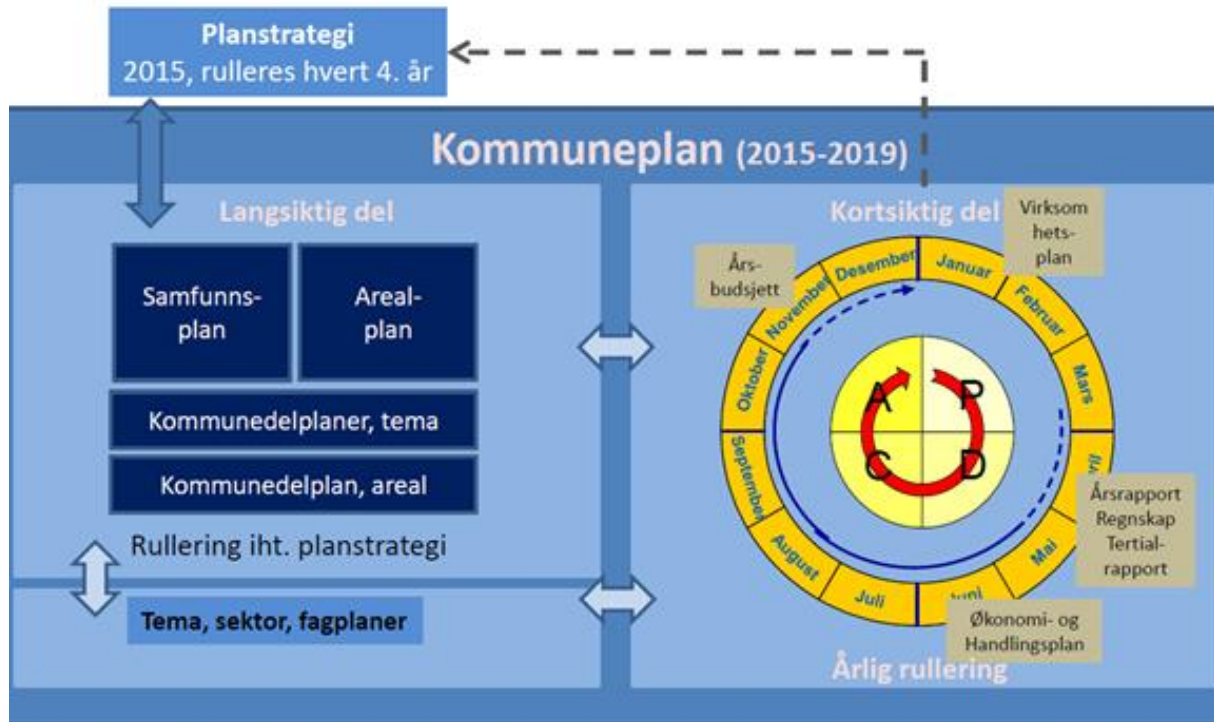 Planstrategi
2015, rulleres hvert 4. år
Kommuneplan (2015-2019)
Langsiktig del
Samfunns-
plan
Areal-
plan
Kommunedelplaner, tema
Kommunedelplan, areal
Rullering iht. planstrategi
Tema, sektor, fagplaner
Kortsiktig del
Virksom
hets-
plan
Års-
budsjett
Januar
Februar
Mars
ril
Mai
Juni
Juli
August
September
Oktober
November
Desember
A
P
C
D
Årsrapport
Regnskap
Tertial-
rapport
Økonomi- og
Handlingsplan
Årlig rullering